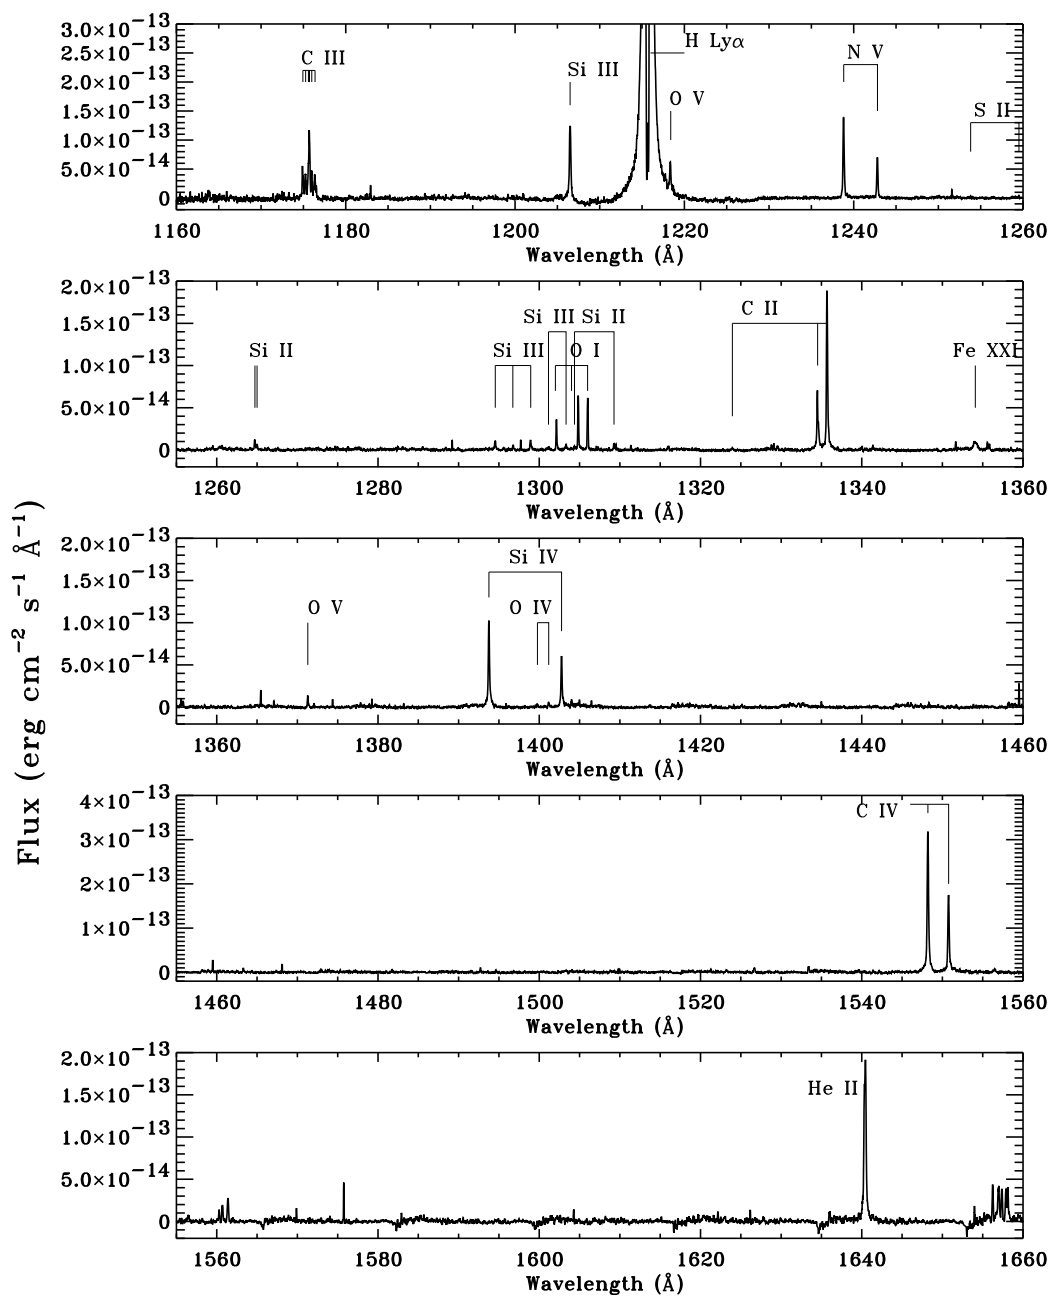 Flux (erg cm⁻² s⁻¹ Å⁻¹)
3.0×10⁻¹³
2.5×10⁻¹³
2.0×10⁻¹³
1.5×10⁻¹³
1.0×10⁻¹³
5.0×10⁻¹⁴
0
C III
Si III
H Lyα
O V
N V
S II
1160 1180 1200 1220 1240 1260
Wavelength (Å)
2.0×10⁻¹³
1.5×10⁻¹³
1.0×10⁻¹³
5.0×10⁻¹⁴
0
Si II
Si III
Si III
Si II
O I
C II
Fe XXI
1260 1280 1300 1320 1340 1360
Wavelength (Å)
2.0×10⁻¹³
1.5×10⁻¹³
1.0×10⁻¹³
5.0×10⁻¹⁴
0
O V
Si IV
O IV
1360 1380 1400 1420 1440 1460
Wavelength (Å)
4×10⁻¹³
3×10⁻¹³
2×10⁻¹³
1×10⁻¹³
0
C IV
1460 1480 1500 1520 1540 1560
Wavelength (Å)
2.0×10⁻¹³
1.5×10⁻¹³
1.0×10⁻¹³
5.0×10⁻¹⁴
0
He II
1560 1580 1600 1620 1640 1660
Wavelength (Å)